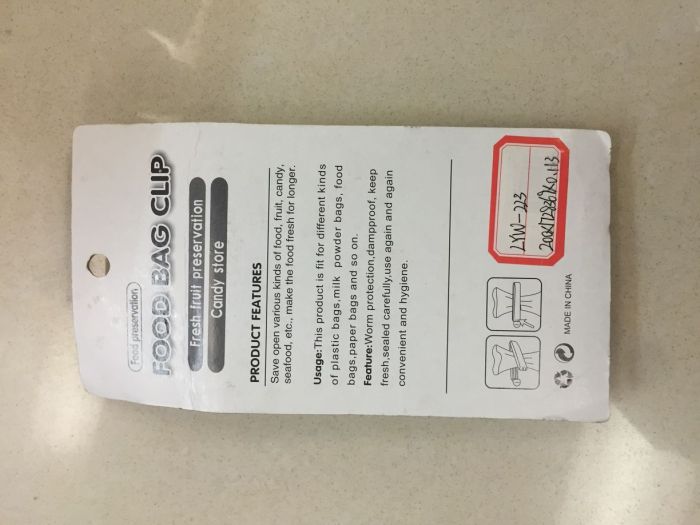 Food preservation
FOOD BAG CLIP
Fresh fruit preservation
Candy store
PRODUCT FEATURES
Save open various kinds of food, fruit, candy,
seafood, etc., make the food fresh for longer.
Usage:This product is fit for different kinds
of plastic bags,milk powder bags, food
bags,paper bags and so on.
Feature:Worm protection,dampproof, keep
fresh,sealed carefully,use again and again
convenient and hygiene.
LYW-223
MADE IN CHINA